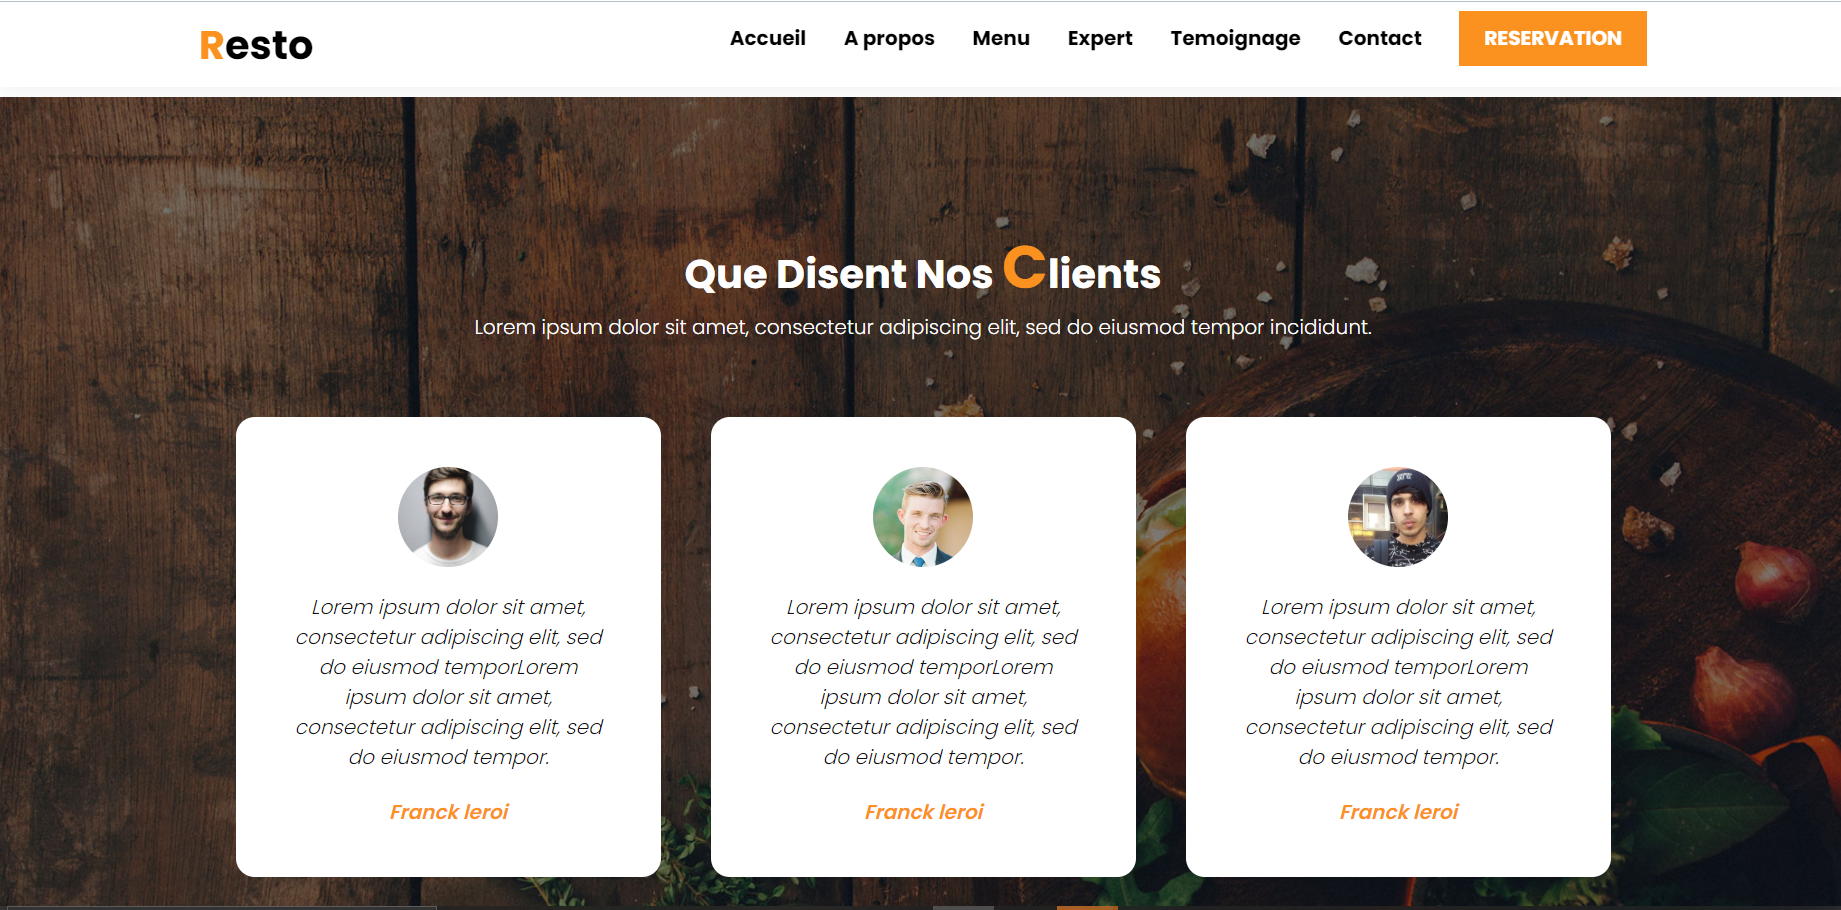 Resto
Accueil A propos Menu Expert Temoignage Contact RESERVATION
Que Disent Nos Clients
Lorem ipsum dolor sit amet, consectetur adipiscing elit, sed do eiusmod tempor incididunt.
Lorem ipsum dolor sit amet,
consectetur adipiscing elit, sed
do eiusmod temporLorem
ipsum dolor sit amet,
consectetur adipiscing elit, sed
do eiusmod tempor.
Franck leroi
Lorem ipsum dolor sit amet,
consectetur adipiscing elit, sed
do eiusmod temporLorem
ipsum dolor sit amet,
consectetur adipiscing elit, sed
do eiusmod tempor.
Franck leroi
Lorem ipsum dolor sit amet,
consectetur adipiscing elit, sed
do eiusmod temporLorem
ipsum dolor sit amet,
consectetur adipiscing elit, sed
do eiusmod tempor.
Franck leroi